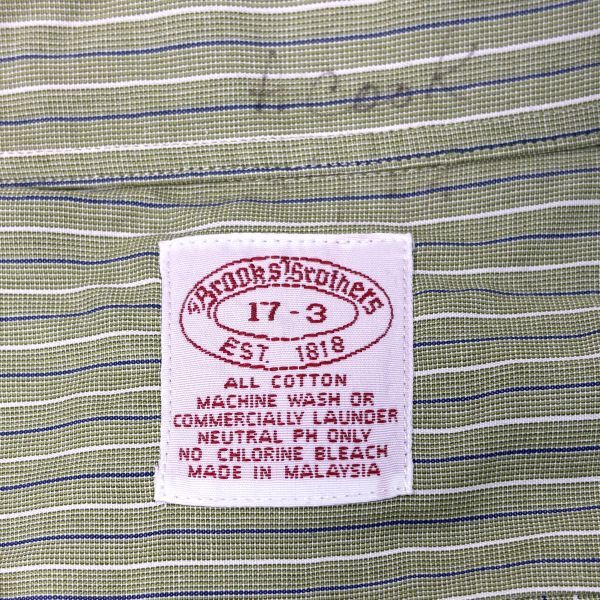 Cook
Brooks Brothers
17-3
EST. 1818
ALL COTTON
MACHINE WASH OR
COMMERCIALLY LAUNDER
NEUTRAL PH ONLY
NO CHLORINE BLEACH
MADE IN MALAYSIA